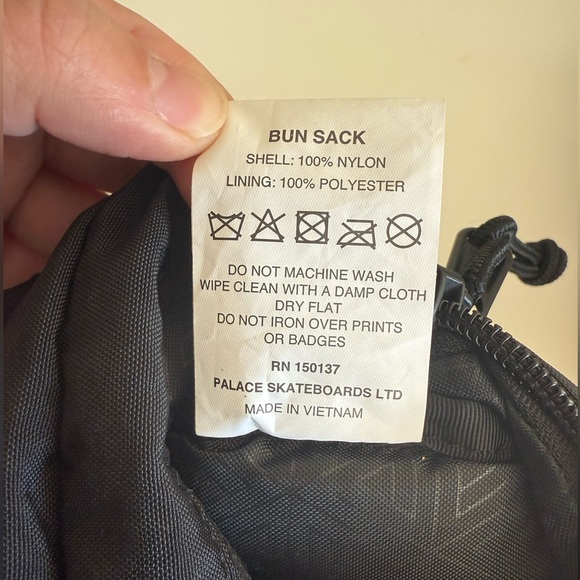 BUN SACK
SHELL: 100% NYLON
LINING: 100% POLYESTER
DO NOT MACHINE WASH
WIPE CLEAN WITH A DAMP CLOTH
DRY FLAT
DO NOT IRON OVER PRINTS
OR BADGES
RN 150137
PALACE SKATEBOARDS LTD
MADE IN VIETNAM